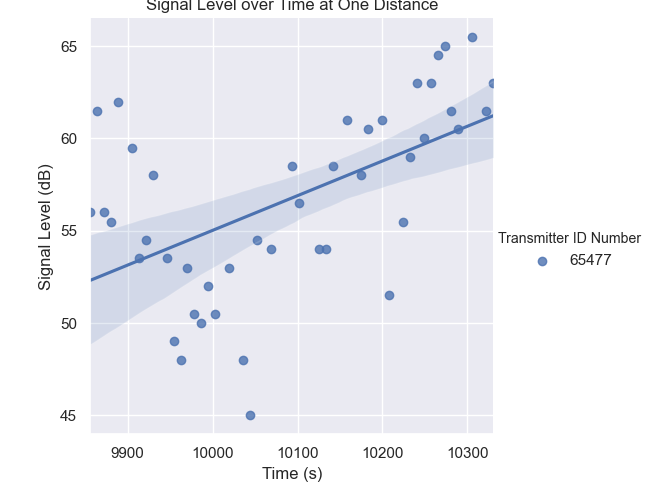 Signal Level over Time at One Distance
65
60
55
50
45
Signal Level (dB)
9900 10000 10100 10200 10300
Time (s)
Transmitter ID Number
65477